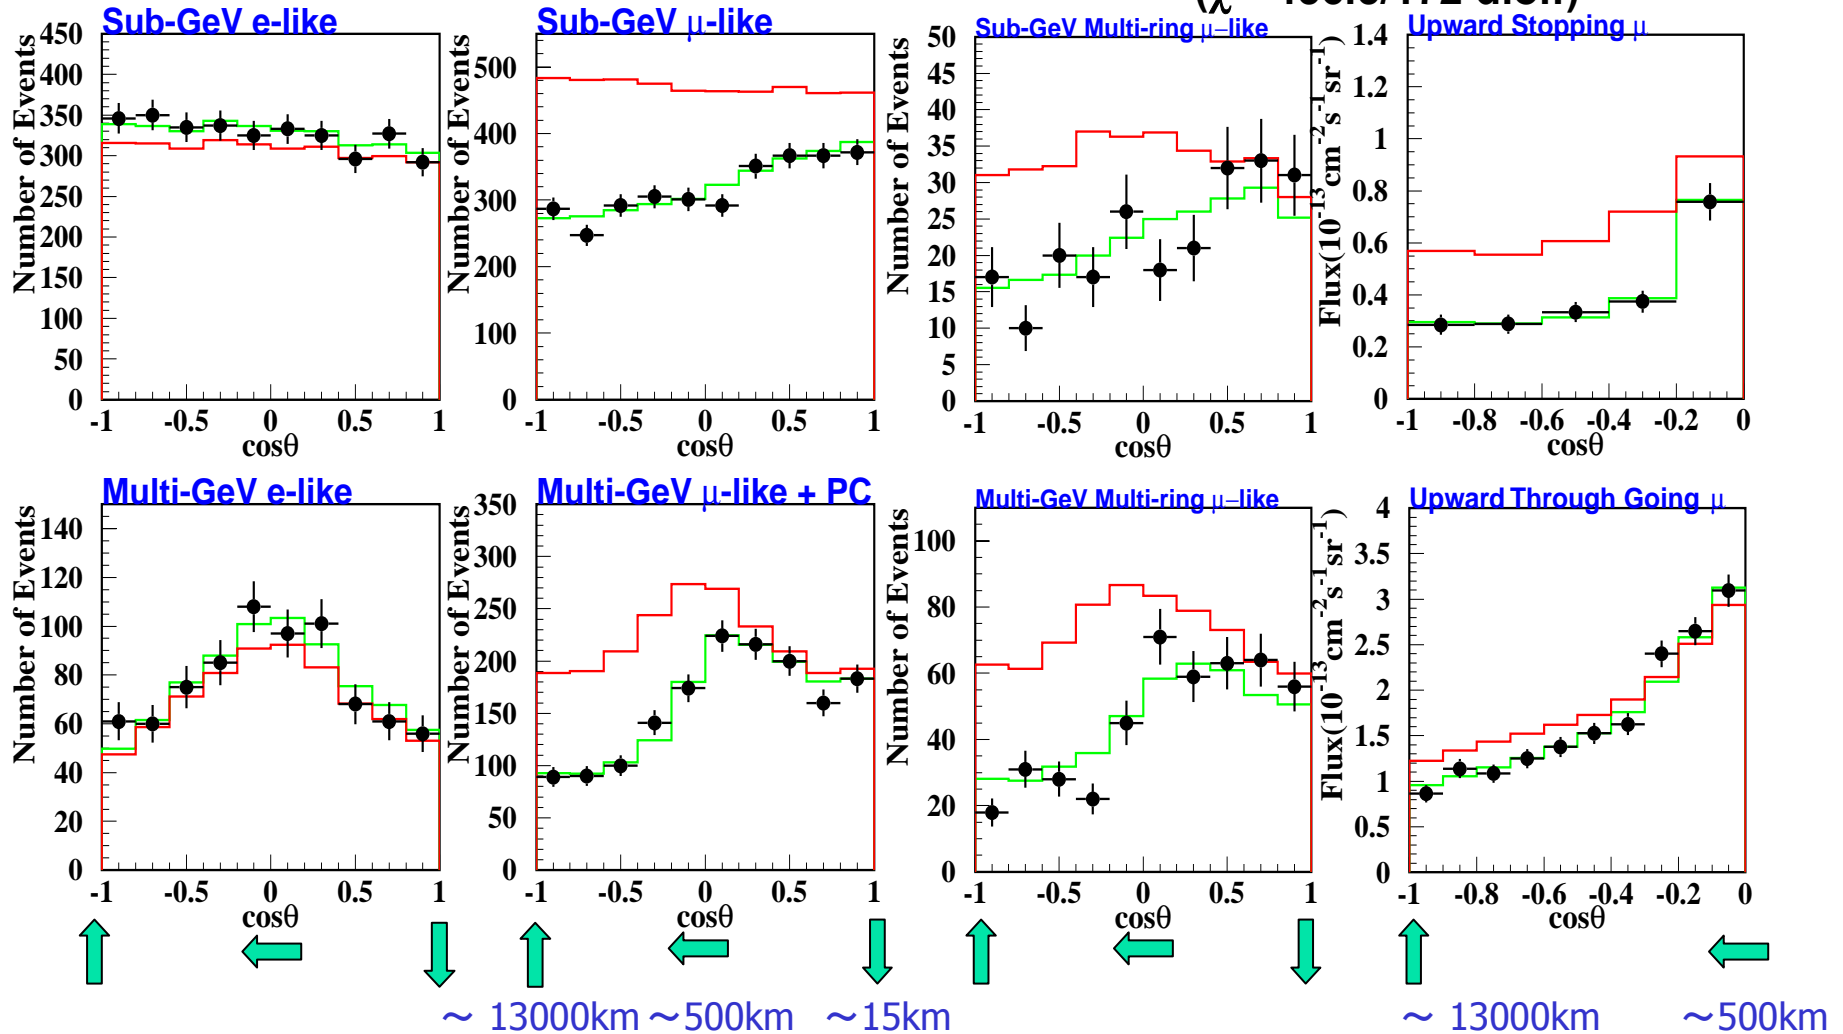 Sub-GeV e-like
Number of Events
450
400
350
300
250
200
150
100
50
0
-1 -0.5 0 0.5 1
cosθ
Sub-GeV μ-like
Number of Events
500
400
300
200
100
0
-1 -0.5 0 0.5 1
cosθ
Sub-GeV Multi-ring μ−like
Number of Events
50
45
40
35
30
25
20
15
10
5
0
-1 -0.5 0 0.5 1
cosθ
Upward Stopping μ
Flux(10⁻¹³cm⁻²s⁻¹sr⁻¹)
1.4
1.2
1
0.8
0.6
0.4
0.2
0
-1 -0.8 -0.6 -0.4 -0.2 0
cosθ
Multi-GeV e-like
Number of Events
140
120
100
80
60
40
20
0
-1 -0.5 0 0.5 1
cosθ
Multi-GeV μ-like + PC
Number of Events
350
300
250
200
150
100
50
0
-1 -0.5 0 0.5 1
cosθ
Multi-GeV Multi-ring μ−like
Number of Events
100
80
60
40
20
0
-1 -0.5 0 0.5 1
cosθ
Upward Through Going μ
Flux(10⁻¹³cm⁻²s⁻¹sr⁻¹)
4
3.5
3
2.5
2
1.5
1
0.5
0
-1 -0.8 -0.6 -0.4 -0.2 0
cosθ
～ 13000km ～500km ～15km ～ 13000km ～500km